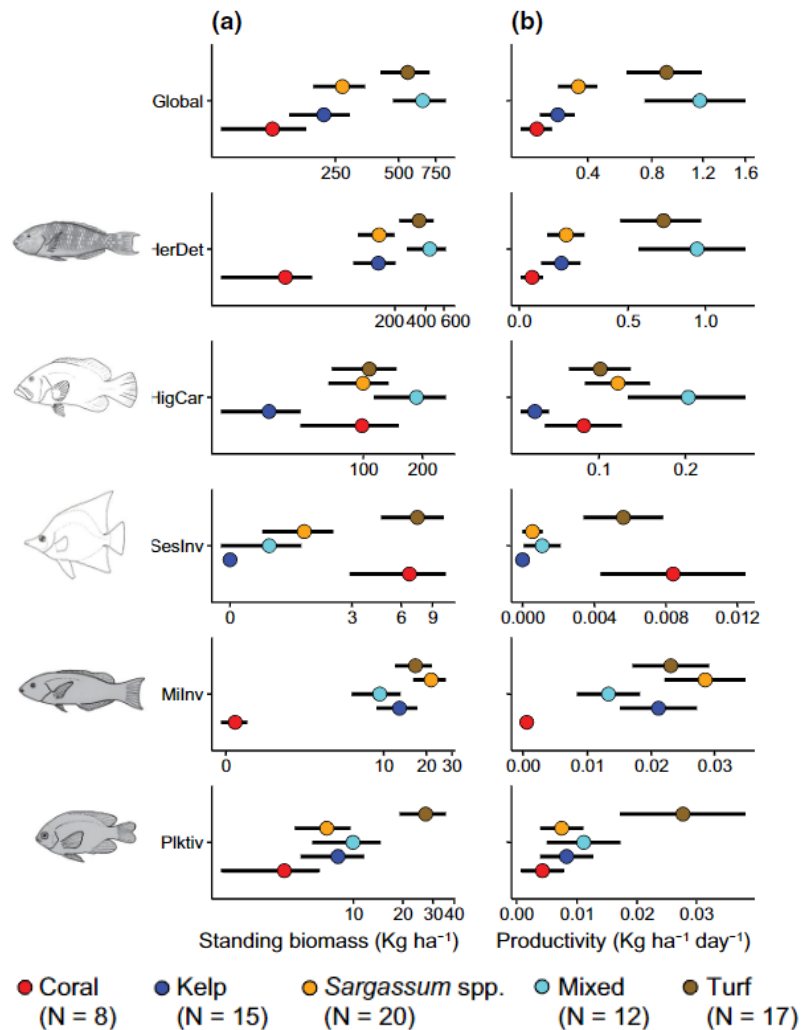 (a) (b)
Global
250 500 750 0.4 0.8 1.2 1.6
HerDet
200 400 600 0.0 0.5 1.0
HigCar
100 200 0.1 0.2
SesInv
0 3 6 9 0.000 0.004 0.008 0.012
MiInv
0 10 20 30 0.00 0.01 0.02 0.03
Plktiv
10 20 30 40 0.00 0.01 0.02 0.03
Standing biomass (Kg ha⁻¹) Productivity (Kg ha⁻¹ day⁻¹)
Coral Kelp Sargassum spp. Mixed Turf
(N = 8) (N = 15) (N = 20) (N = 12) (N = 17)